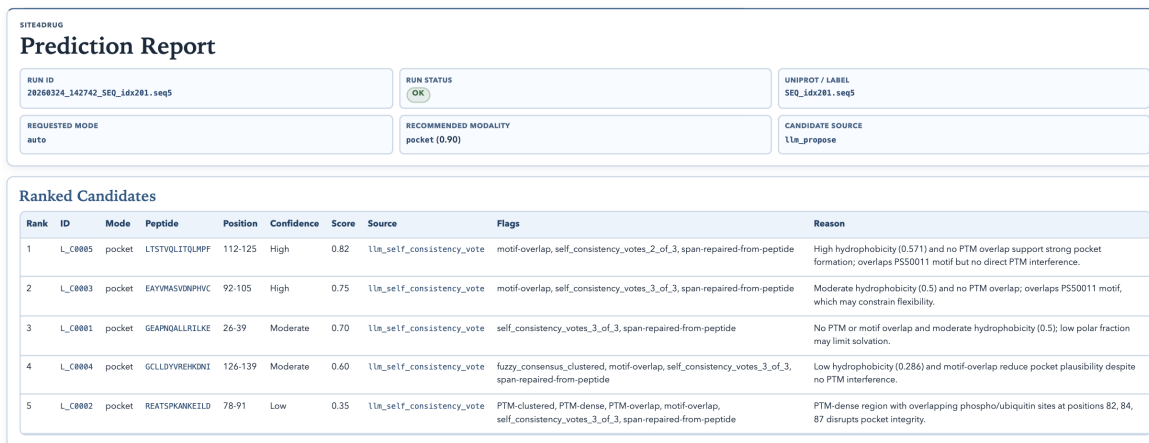 SITE4DRUG
Prediction Report
RUN ID
20260324_142742_SEQ_idx201.seq5
RUN STATUS
OK
UNIPROT / LABEL
SEQ_idx201.seq5
REQUESTED MODE
auto
RECOMMENDED MODALITY
pocket (0.90)
CANDIDATE SOURCE
llm_propose
Ranked Candidates
Rank ID Mode Peptide Position Confidence Score Source Flags Reason
1 L_C0005 pocket LTSTVQLITQLMPF 112-125 High 0.82 llm_self_consistency_vote motif-overlap, self_consistency_votes_2_of_3, span-repaired-from-peptide High hydrophobicity (0.571) and no PTM overlap support strong pocket
formation; overlaps PS50011 motif but no direct PTM interference.
2 L_C0003 pocket EAYVMASVDNPHVC 92-105 High 0.75 llm_self_consistency_vote motif-overlap, self_consistency_votes_3_of_3, span-repaired-from-peptide Moderate hydrophobicity (0.5) and no PTM overlap; overlaps PS50011 motif,
which may constrain flexibility.
3 L_C0001 pocket GEAPNQALLRILKE 26-39 Moderate 0.70 llm_self_consistency_vote self_consistency_votes_3_of_3, span-repaired-from-peptide No PTM or motif overlap and moderate hydrophobicity (0.5); low polar fraction
may limit solvation.
4 L_C0004 pocket GCLLDYVREHKDNI 126-139 Moderate 0.60 llm_self_consistency_vote fuzzy_consensus_clustered, motif-overlap, self_consistency_votes_3_of_3, Low hydrophobicity (0.286) and motif-overlap reduce pocket plausibility despite
span-repaired-from-peptide no PTM interference.
5 L_C0002 pocket REATSPKANKEILD 78-91 Low 0.35 llm_self_consistency_vote PTM-clustered, PTM-dense, PTM-overlap, motif-overlap, PTM-dense region with overlapping phospho/ubiquitin sites at positions 82, 84,
self_consistency_votes_3_of_3, span-repaired-from-peptide 87 disrupts pocket integrity.